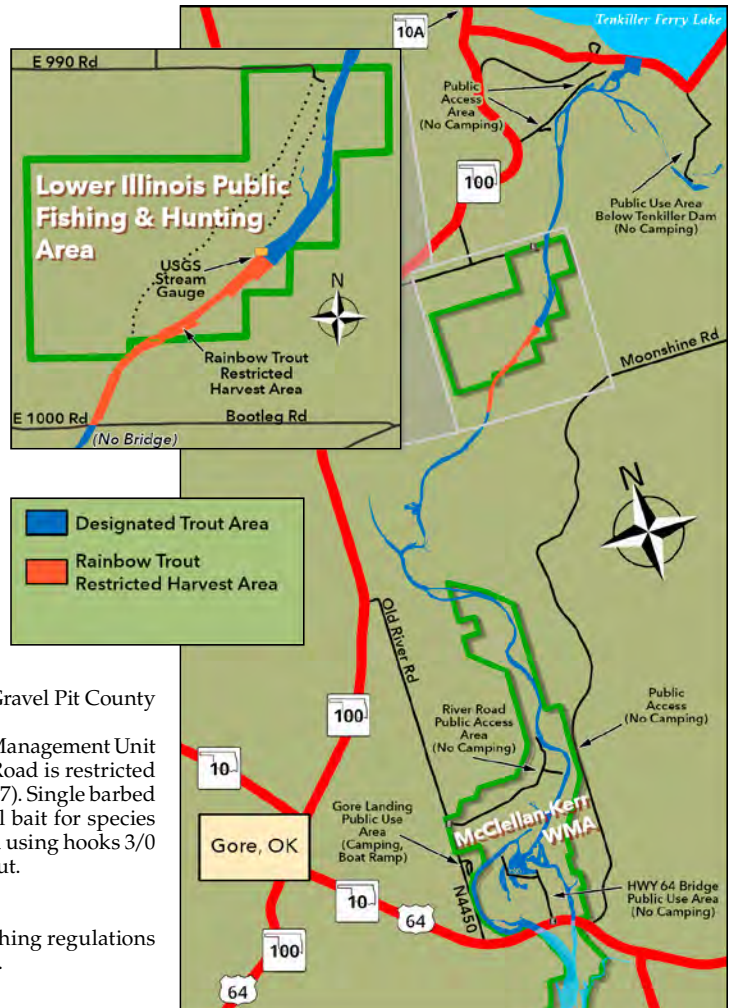 Tenkiller Ferry Lake
10A
E 990 Rd
Lower Illinois Public
Fishing & Hunting
Area
USGS
Stream
Gauge
N
Rainbow Trout
Restricted
Harvest Area
E 1000 Rd
Bootleg Rd
(No Bridge)
Public
Access
Area
(No Camping)
100
Public Use Area
Below Tenkiller Dam
(No Camping)
Moonshine Rd
N
Designated Trout Area
Rainbow Trout
Restricted Harvest Area
Old River Rd
100
River Road
Public Access
Area
(No Camping)
Public
Access
(No Camping)
10
Gore, OK
Gore Landing
Public Use
Area
(Camping,
Boat Ramp)
McClellan-Kerr
WMA
N4450
HWY 64 Bridge
Public Use Area
(No Camping)
10
64
100
64
Gravel Pit County
Management Unit
Road is restricted
7). Single barbed
l bait for species
using hooks 3/0
ut.
hing regulations